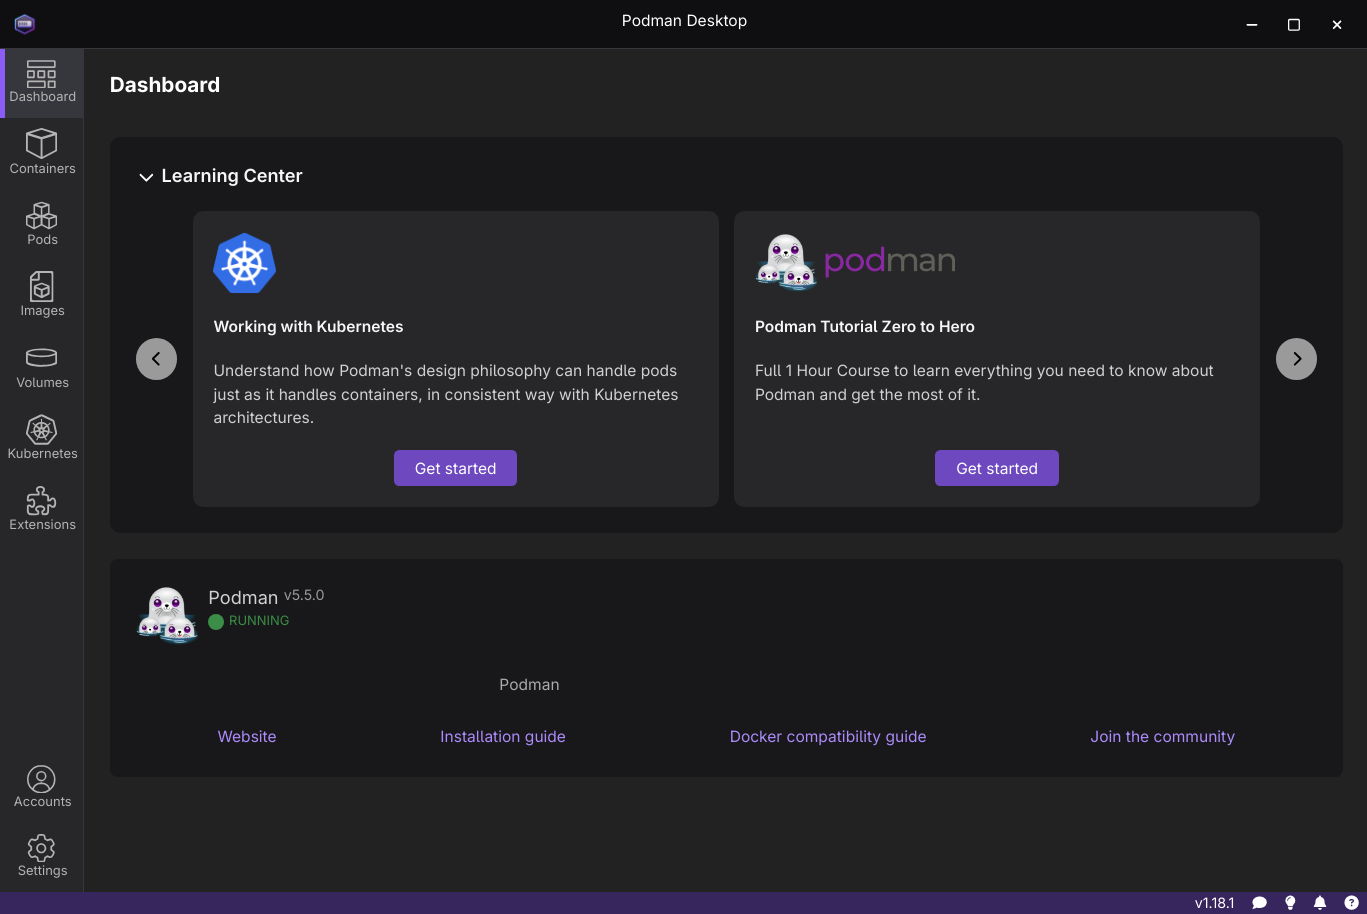 Podman Desktop
Dashboard
Containers
Pods
Images
Volumes
Kubernetes
Extensions
Accounts
Settings
Dashboard
Learning Center
Working with Kubernetes
Understand how Podman's design philosophy can handle pods
just as it handles containers, in consistent way with Kubernetes
architectures.
Get started
podman
Podman Tutorial Zero to Hero
Full 1 Hour Course to learn everything you need to know about
Podman and get the most of it.
Get started
Podman v5.5.0
RUNNING
Podman
Website
Installation guide
Docker compatibility guide
Join the community
v1.18.1